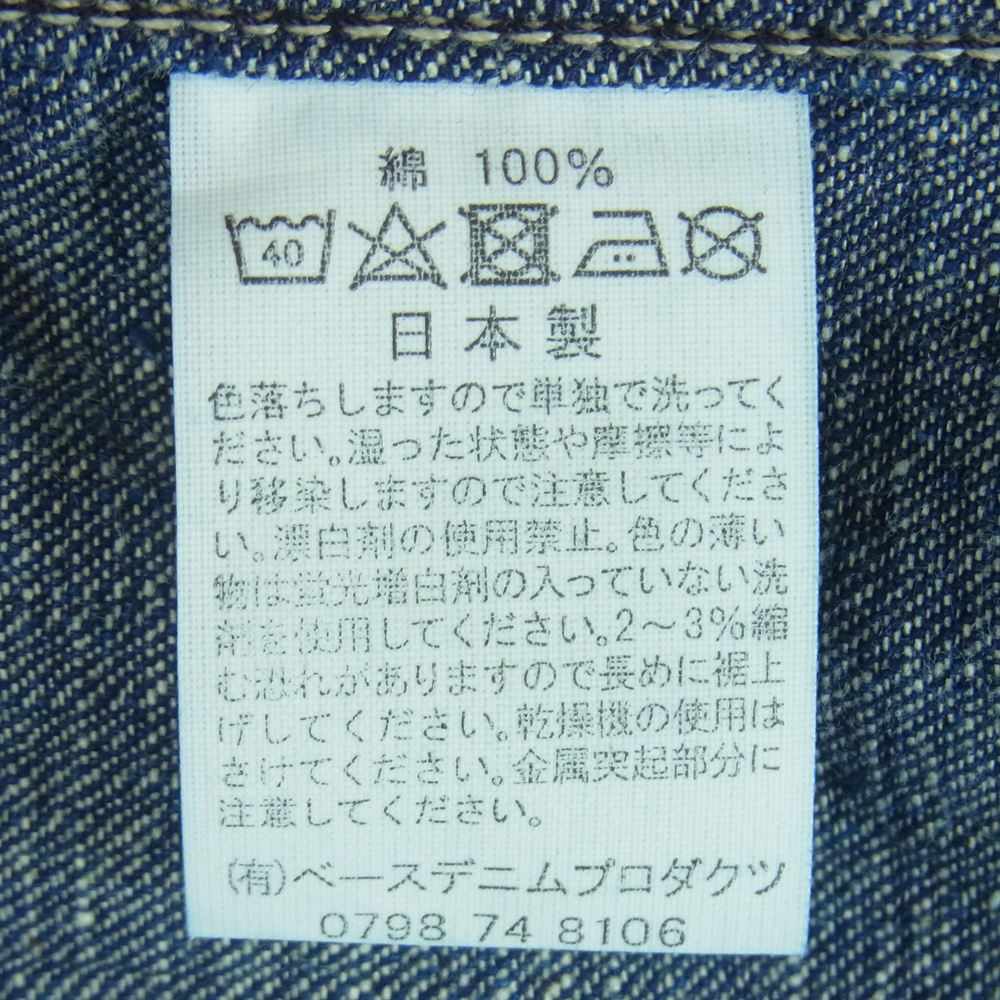 綿 100%
40
日本製
色落ちしますので単独で洗ってく
ださい。湿った状態や摩擦等によ
り移染しますので注意してくださ
い。漂白剤の使用禁止。色の薄い
物は蛍光増白剤の入っていない洗
剤を使用してください。2～3%縮
む恐れがありますので長めに裾上
げしてください。乾燥機の使用は
さけてください。金属突起部分に
注意してください。
(有)ベースデニムプロダクツ
0798 74 8106